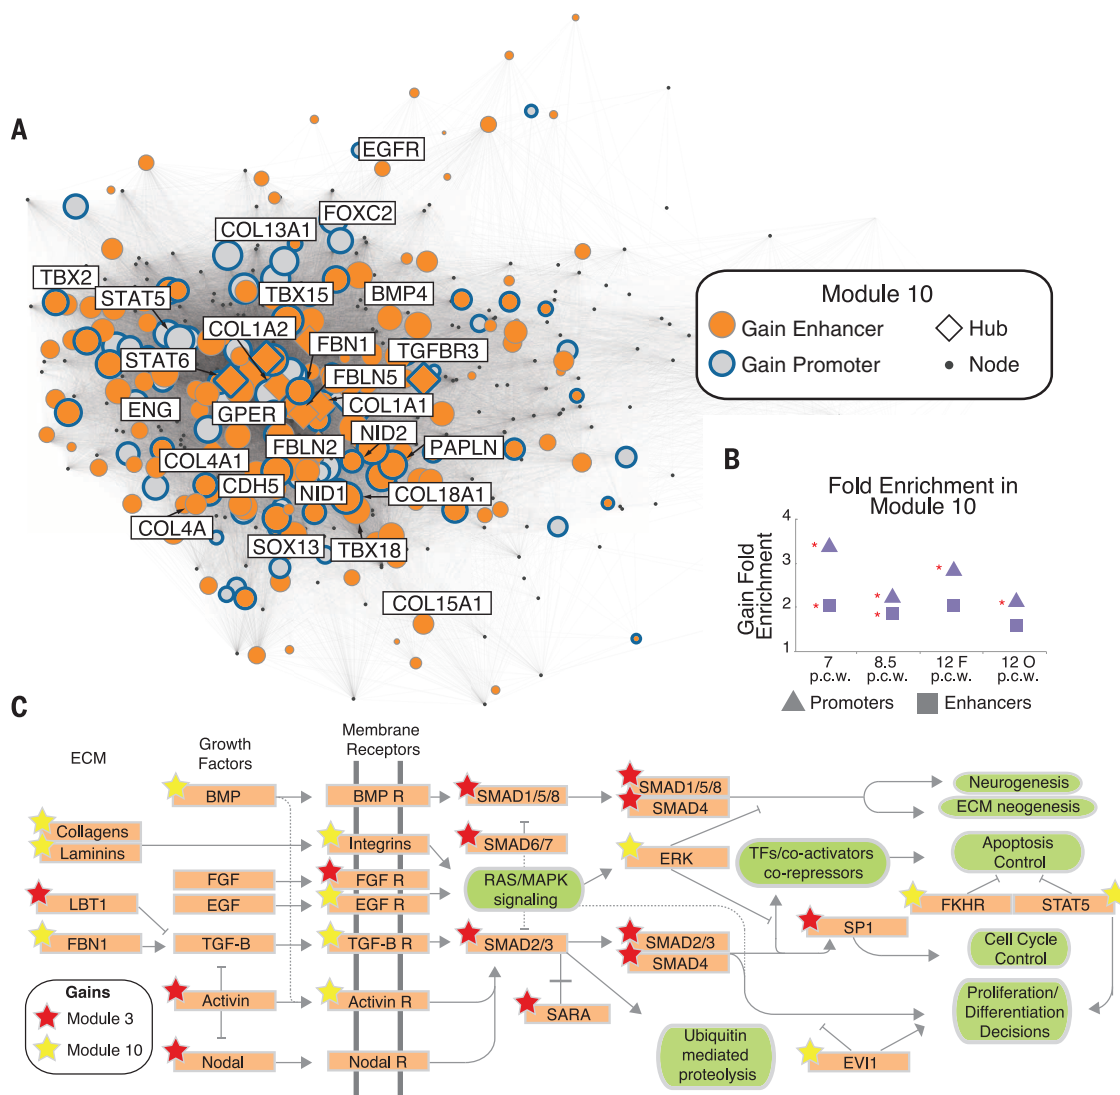 A
EGFR
FOXC2
COL13A1
TBX2
STAT5
TBX15
BMP4
COL1A2
FBN1
TGFBR3
STAT6
FBLN5
ENG
GPER
COL1A1
NID2
FBLN2
PAPLN
COL4A1
CDH5
NID1
COL18A1
COL4A
SOX13
TBX18
COL15A1
Module 10
Gain Enhancer
Hub
Gain Promoter
Node
B
Fold Enrichment in
Module 10
Gain Fold
Enrichment
4
3
2
1
*
*
*
*
*
*
7
p.c.w.
8.5
p.c.w.
12 F
p.c.w.
12 O
p.c.w.
Promoters
Enhancers
C
ECM
Growth
Factors
Membrane
Receptors
BMP
BMP R
SMAD1/5/8
SMAD1/5/8
SMAD4
Neurogenesis
ECM neogenesis
Collagens
Laminins
Integrins
SMAD6/7
ERK
TFs/co-activators
co-repressors
Apoptosis
Control
FGF
FGF R
RAS/MAPK
signaling
LBT1
EGF
EGF R
FKHR
STAT5
FBN1
TGF-B
TGF-B R
SMAD2/3
SMAD2/3
SMAD4
SP1
Cell Cycle
Control
Gains
Module 3
Module 10
Activin
Activin R
SARA
Proliferation/
Differentiation
Decisions
Nodal
Nodal R
Ubiquitin
mediated
proteolysis
EVI1